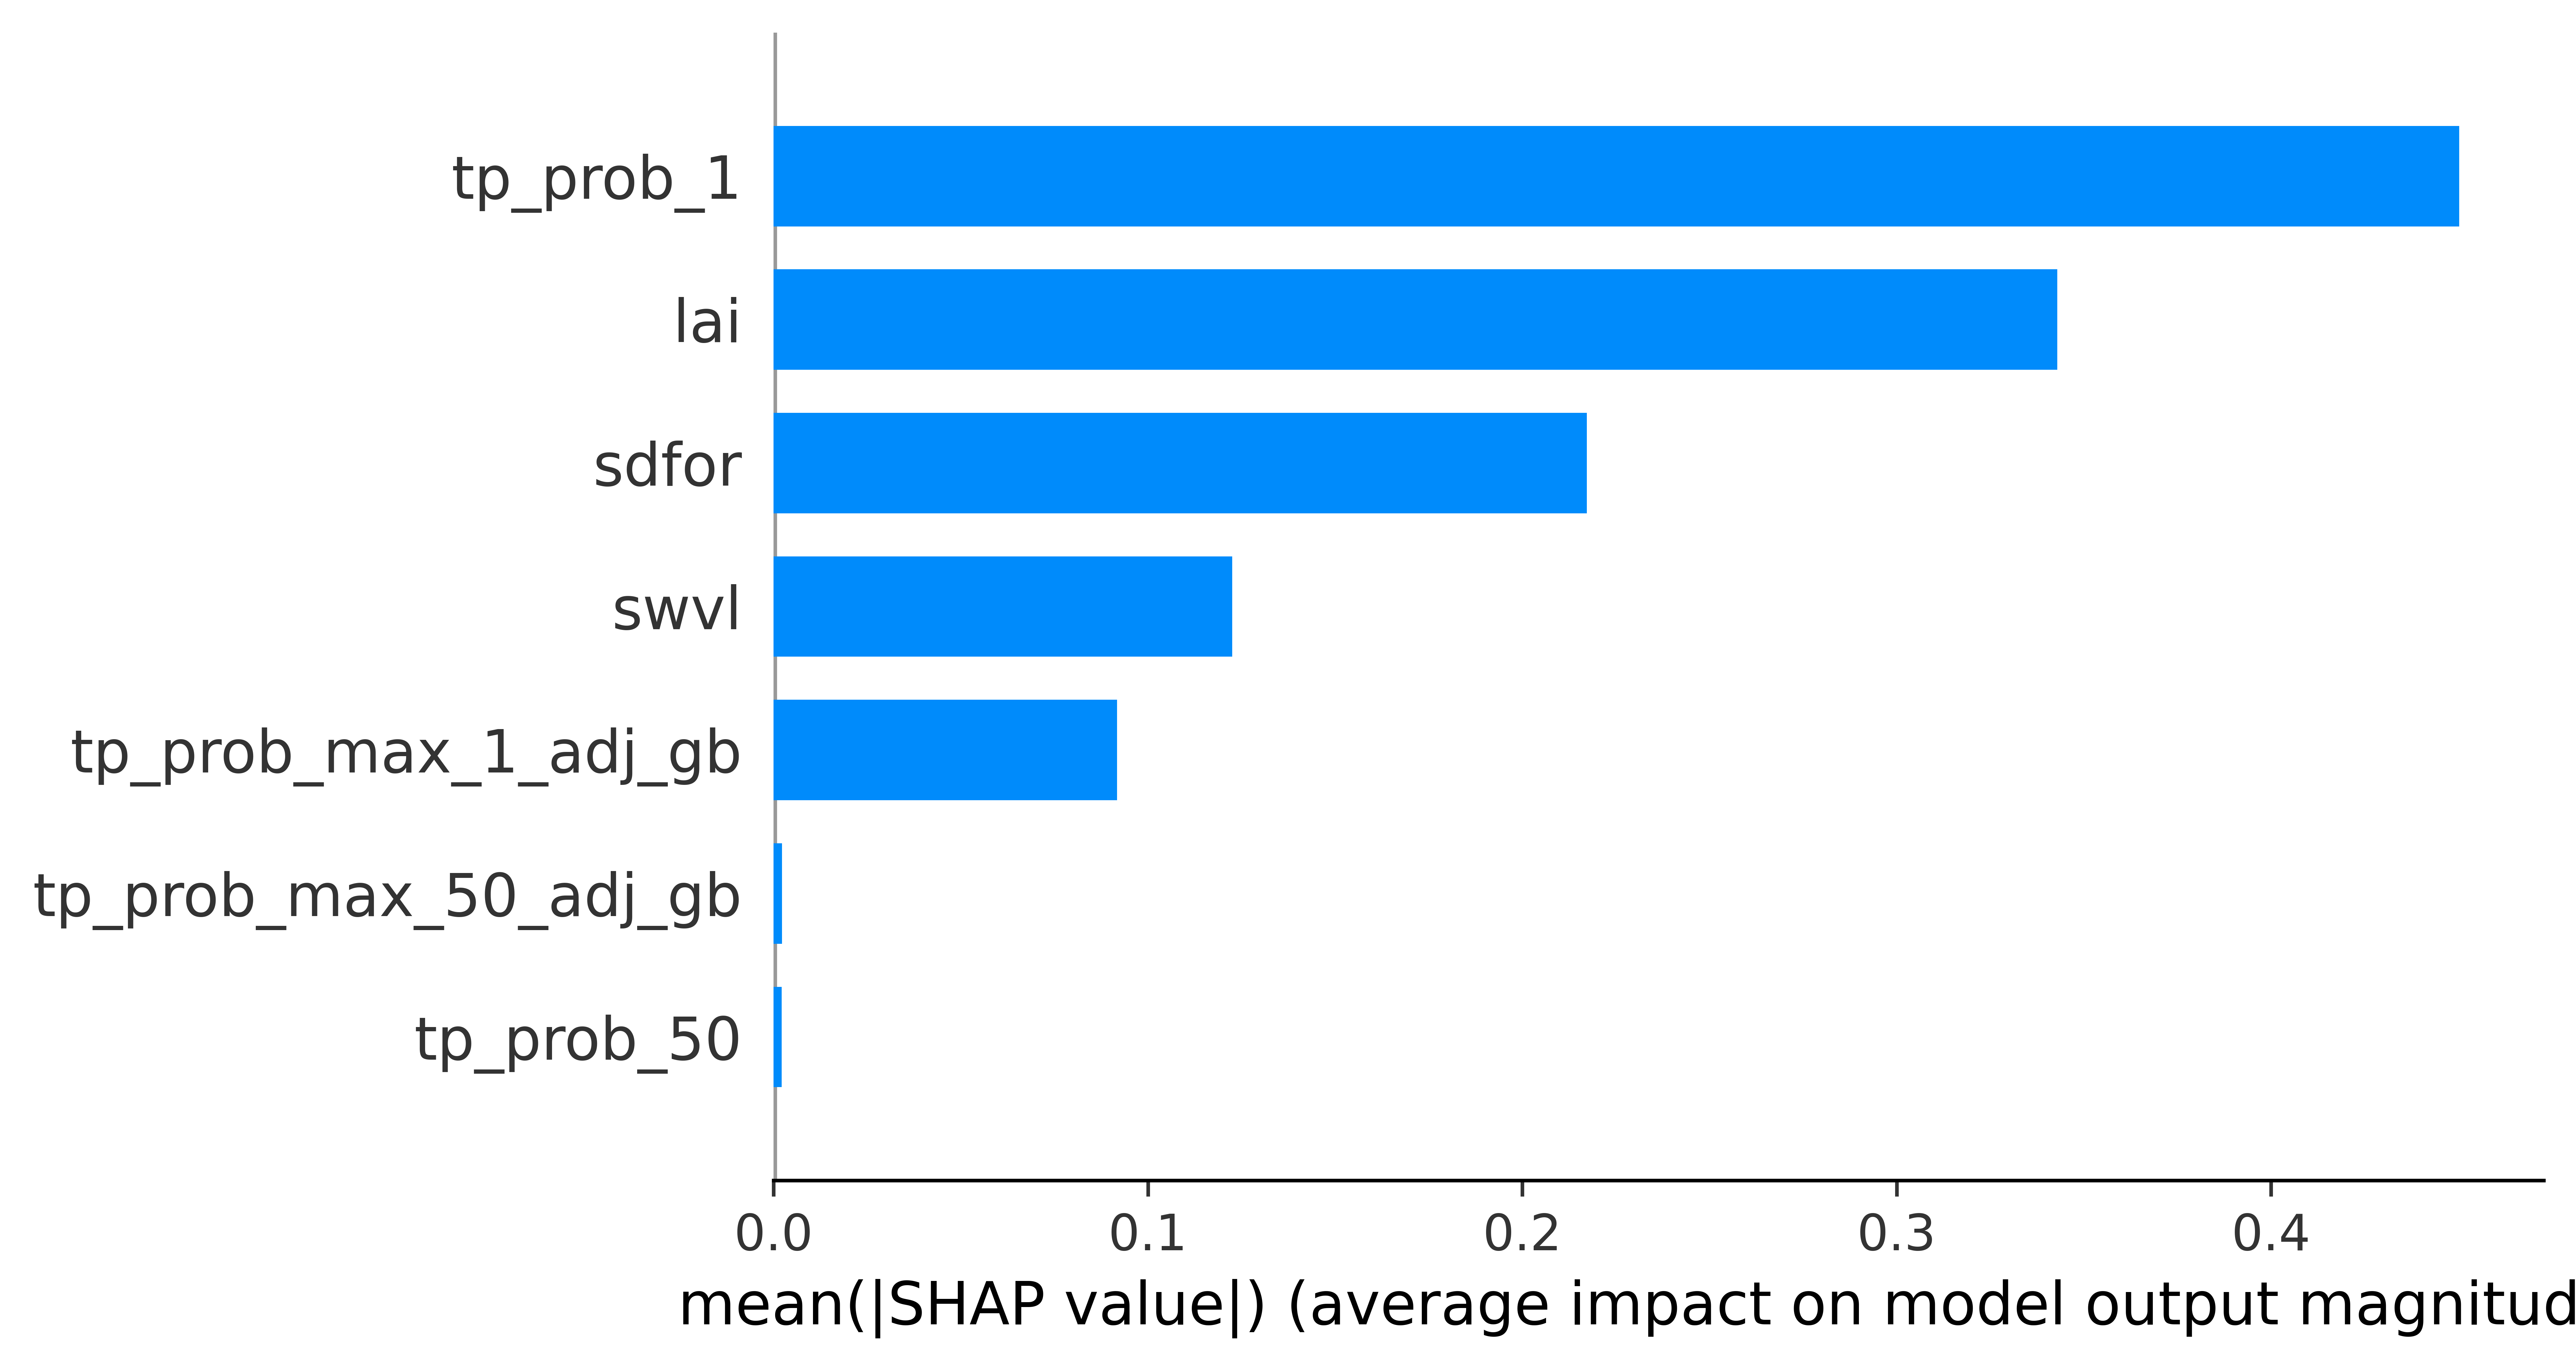 tp_prob_1
lai
sdfor
swvl
tp_prob_max_1_adj_gb
tp_prob_max_50_adj_gb
tp_prob_50
0.0 0.1 0.2 0.3 0.4
mean(|SHAP value|) (average impact on model output magnitud